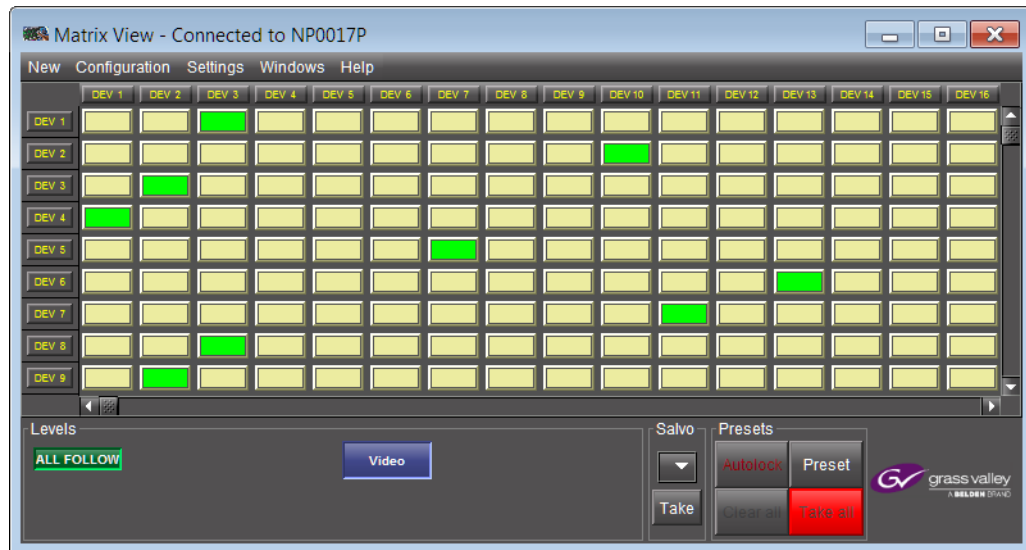 Matrix View - Connected to NP0017P
New Configuration Settings Windows Help
DEV 1 DEV 2 DEV 3 DEV 4 DEV 5 DEV 6 DEV 7 DEV 8 DEV 9 DEV 10 DEV 11 DEV 12 DEV 13 DEV 14 DEV 15 DEV 16
DEV 1
DEV 2
DEV 3
DEV 4
DEV 5
DEV 6
DEV 7
DEV 8
DEV 9
Levels
ALL FOLLOW
Video
Salvo
Take
Presets
Autolock Preset
Clear all Take all
GV grass valley
A BELDEN BRAND